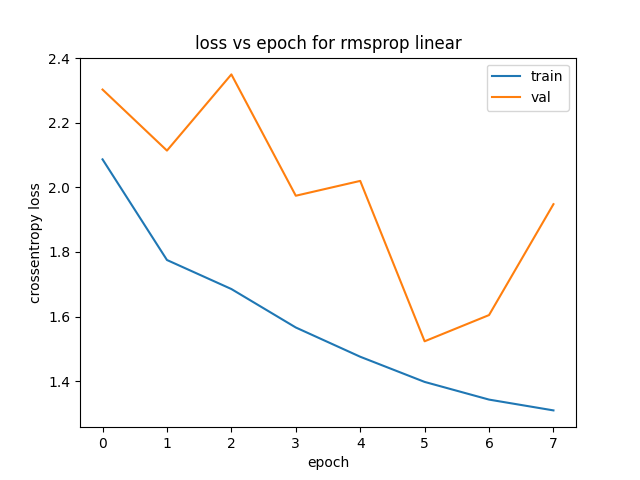 loss vs epoch for rmsprop linear
2.4
2.2
2.0
1.8
1.6
1.4
crossentropy loss
train
val
0 1 2 3 4 5 6 7
epoch